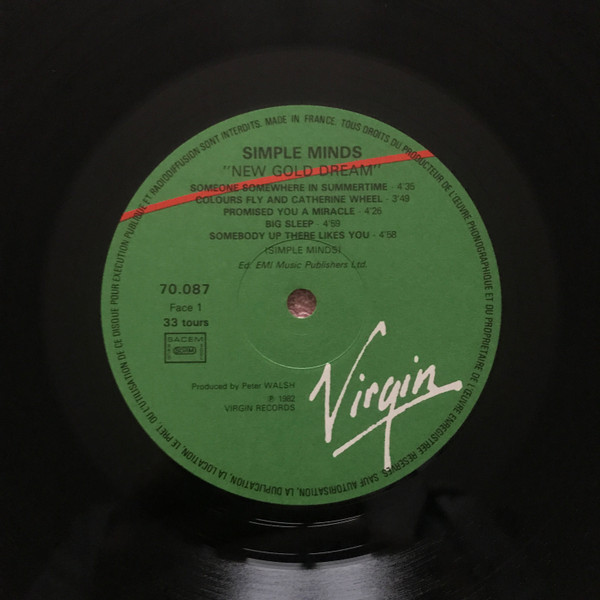 SIMPLE MINDS
"NEW GOLD DREAM"
SOMEONE SOMEWHERE IN SUMMERTIME - 4'35
COLOURS FLY AND CATHERINE WHEEL - 3'49
PROMISED YOU A MIRACLE - 4'26
BIG SLEEP - 4'59
SOMEBODY UP THERE LIKES YOU - 4'58
(SIMPLE MINDS)
Ed. EMI Music Publishers Ltd.
70.087
Face 1
33 tours
SACEM
Produced by Peter WALSH
℗ 1982
VIRGIN RECORDS
Virgin
MADE IN FRANCE. TOUS DROITS DU PRODUCTEUR DE L'ŒUVRE PHONOGRAPHIQUE ET DU PROPRIETAIRE DE L'ŒUVRE ENREGISTREE RESERVES. SAUF AUTORISATION, LA DUPLICATION, LA LOCATION, LE PRET, OU L'UTILISATION DE CE DISQUE POUR EXECUTION PUBLIQUE ET RADIODIFFUSION SONT INTERDITS.